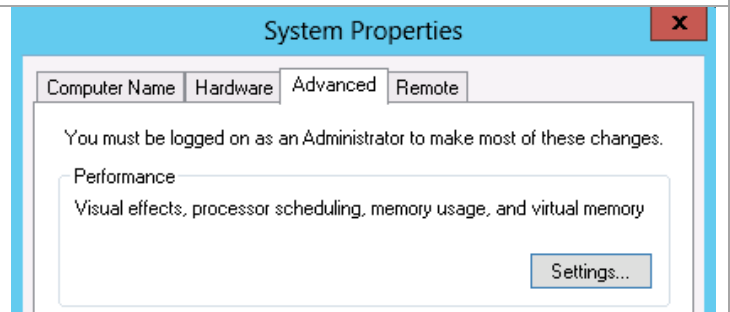 System Properties
x
Computer Name Hardware Advanced Remote
You must be logged on as an Administrator to make most of these changes.
Performance
Visual effects, processor scheduling, memory usage, and virtual memory
Settings...